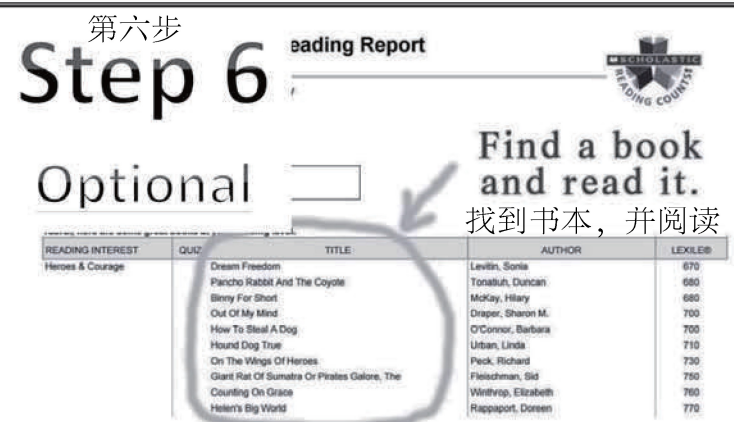 第六步
Step 6
eading Report
SCHOLASTIC
READING COUNTS!
Optional
Find a book
and read it.
找到书本，并阅读
READING INTEREST QUIZ TITLE AUTHOR LEXILE®
Heroes & Courage Dream Freedom Levitin, Sonia 670
Pancho Rabbit And The Coyote Tonatiuh, Duncan 680
Binny For Short McKay, Hilary 680
Out Of My Mind Draper, Sharon M. 700
How To Steal A Dog O'Connor, Barbara 700
Hound Dog True Urban, Linda 710
On The Wings Of Heroes Peck, Richard 730
Giant Rat Of Sumatra Or Pirates Galore, The Fleischman, Sid 750
Counting On Grace Winthrop, Elizabeth 760
Helen's Big World Rappaport, Doreen 770